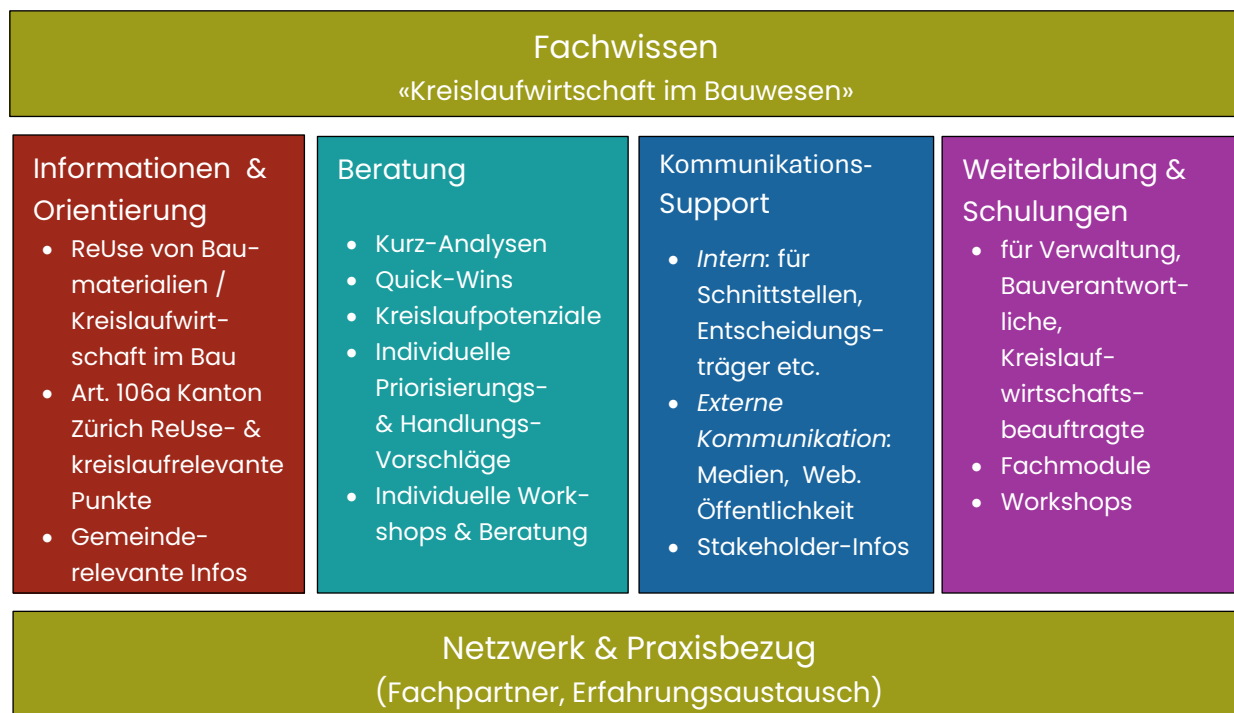 Fachwissen
«Kreislaufwirtschaft im Bauwesen»
Informationen &
Orientierung
• ReUse von Bau-
materialien /
Kreislaufwirt-
schaft im Bau
• Art. 106a Kanton
Zürich ReUse- &
kreislaufrelevante
Punkte
• Gemeinde-
relevante Infos
Beratung
• Kurz-Analysen
• Quick-Wins
• Kreislaufpotenziale
• Individuelle
Priorisierungs-
& Handlungs-
Vorschläge
• Individuelle Work-
shops & Beratung
Kommunikations-
Support
• Intern: für
Schnittstellen,
Entscheidungs-
träger etc.
• Externe
Kommunikation:
Medien, Web.
Öffentlichkeit
• Stakeholder-Infos
Weiterbildung &
Schulungen
• für Verwaltung,
Bauverantwort-
liche,
Kreislauf-
wirtschafts-
beauftragte
• Fachmodule
• Workshops
Netzwerk & Praxisbezug
(Fachpartner, Erfahrungsaustausch)